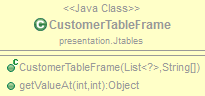 <<Java Class>>
CustomerTableFrame
presentation.Jtables
CustomerTableFrame(List<?>,String[])
getValueAt(int,int):Object